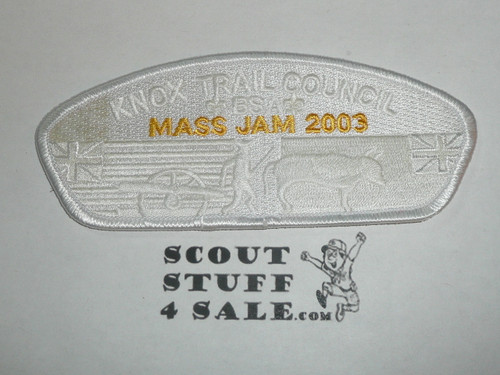 KNOX TRAIL COUNCIL
BSA
MASS JAM 2003
SCOUT
STUFF
4 SALE.com